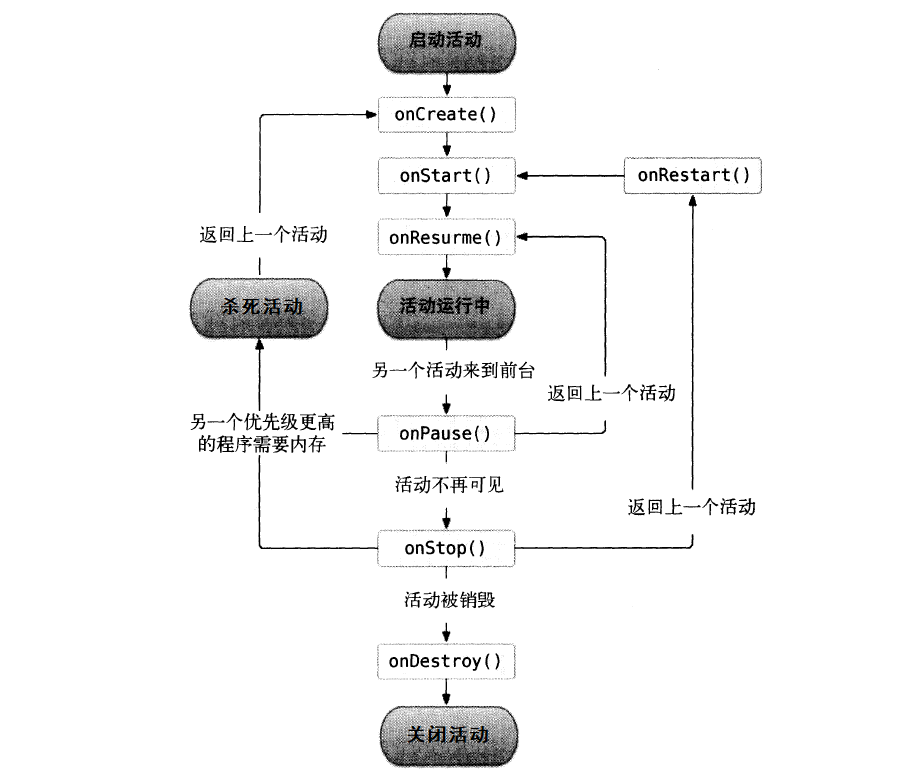 启动活动
onCreate()
onStart()
onRestart()
返回上一个活动
onResurme()
杀死活动
活动运行中
另一个活动来到前台
返回上一个活动
另一个优先级更高
的程序需要内存
onPause()
活动不再可见
返回上一个活动
onStop()
活动被销毁
onDestroy()
关闭活动